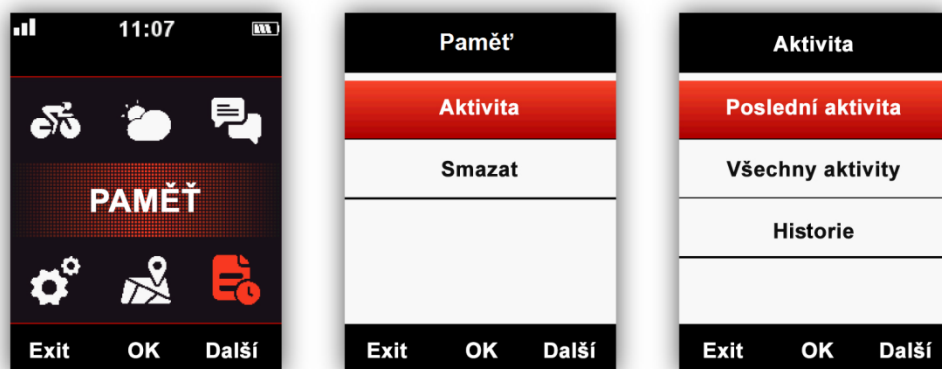 11:07
PAMĚŤ
Exit OK Další
Paměť
Aktivita
Smazat
Exit OK Další
Aktivita
Poslední aktivita
Všechny aktivity
Historie
Exit OK Další